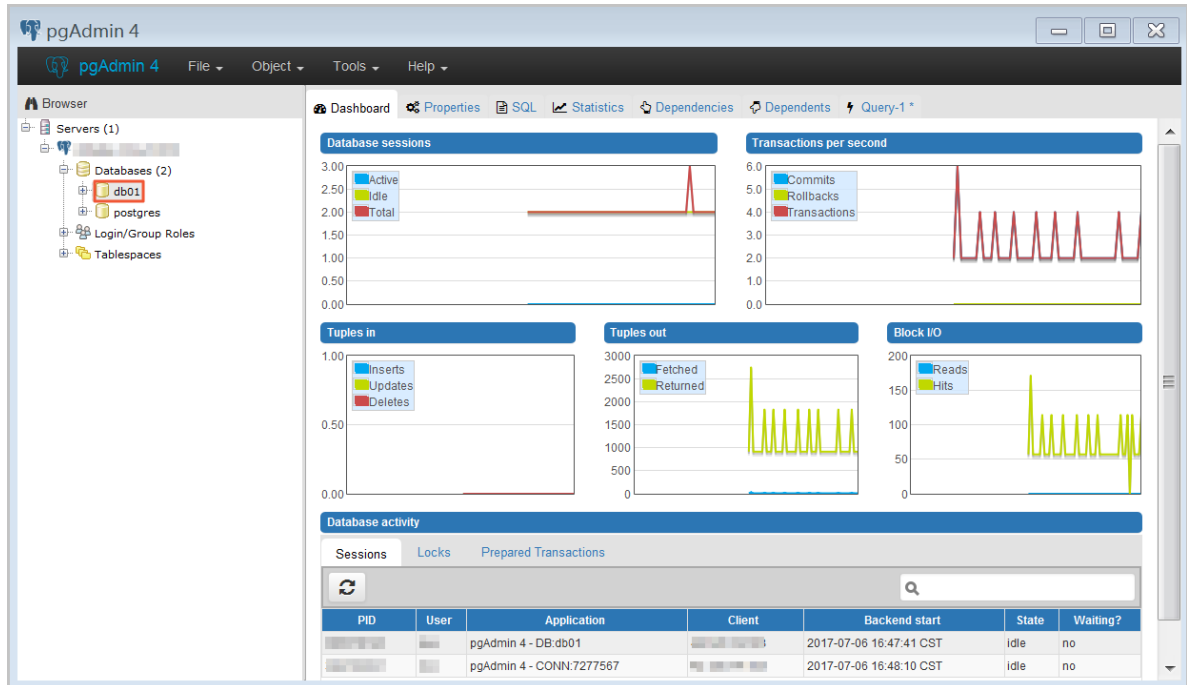 pgAdmin 4
pgAdmin 4 File Object Tools Help
Browser
Dashboard Properties SQL Statistics Dependencies Dependents Query-1 *
Servers (1)
Databases (2)
db01
postgres
Login/Group Roles
Tablespaces
Database sessions
3.00
2.50
2.00
1.50
1.00
0.50
0.00
Active
Idle
Total
Transactions per second
6.0
5.0
4.0
3.0
2.0
1.0
0.0
Commits
Rollbacks
Transactions
Tuples in
1.00
0.50
0.00
Inserts
Updates
Deletes
Tuples out
3000
2500
2000
1500
1000
500
0
Fetched
Returned
Block I/O
200
150
100
50
0
Reads
Hits
Database activity
Sessions Locks Prepared Transactions
PID User Application Client Backend start State Waiting?
pgAdmin 4 - DB:db01 2017-07-06 16:47:41 CST idle no
pgAdmin 4 - CONN:7277567 2017-07-06 16:48:10 CST idle no